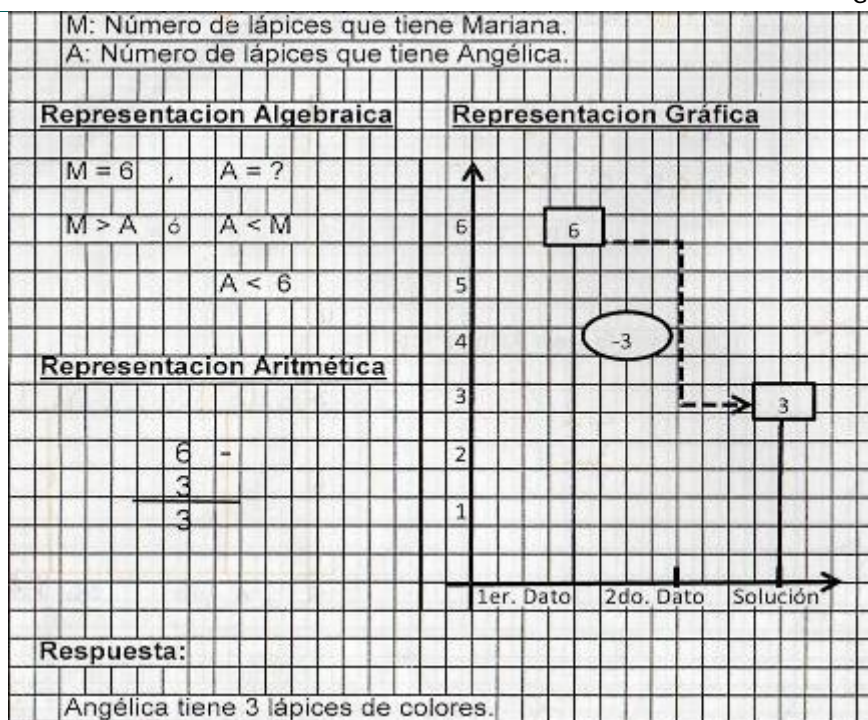 M: Número de lápices que tiene Mariana.
A: Número de lápices que tiene Angélica.
Representacion Algebraica
M = 6 , A = ?
M > A ó A < M
A < 6
Representacion Aritmética
6 -
3
3
Representacion Gráfica
6
5
4
3
2
1
6
-3
3
1er. Dato 2do. Dato Solución
Respuesta:
Angélica tiene 3 lápices de colores.